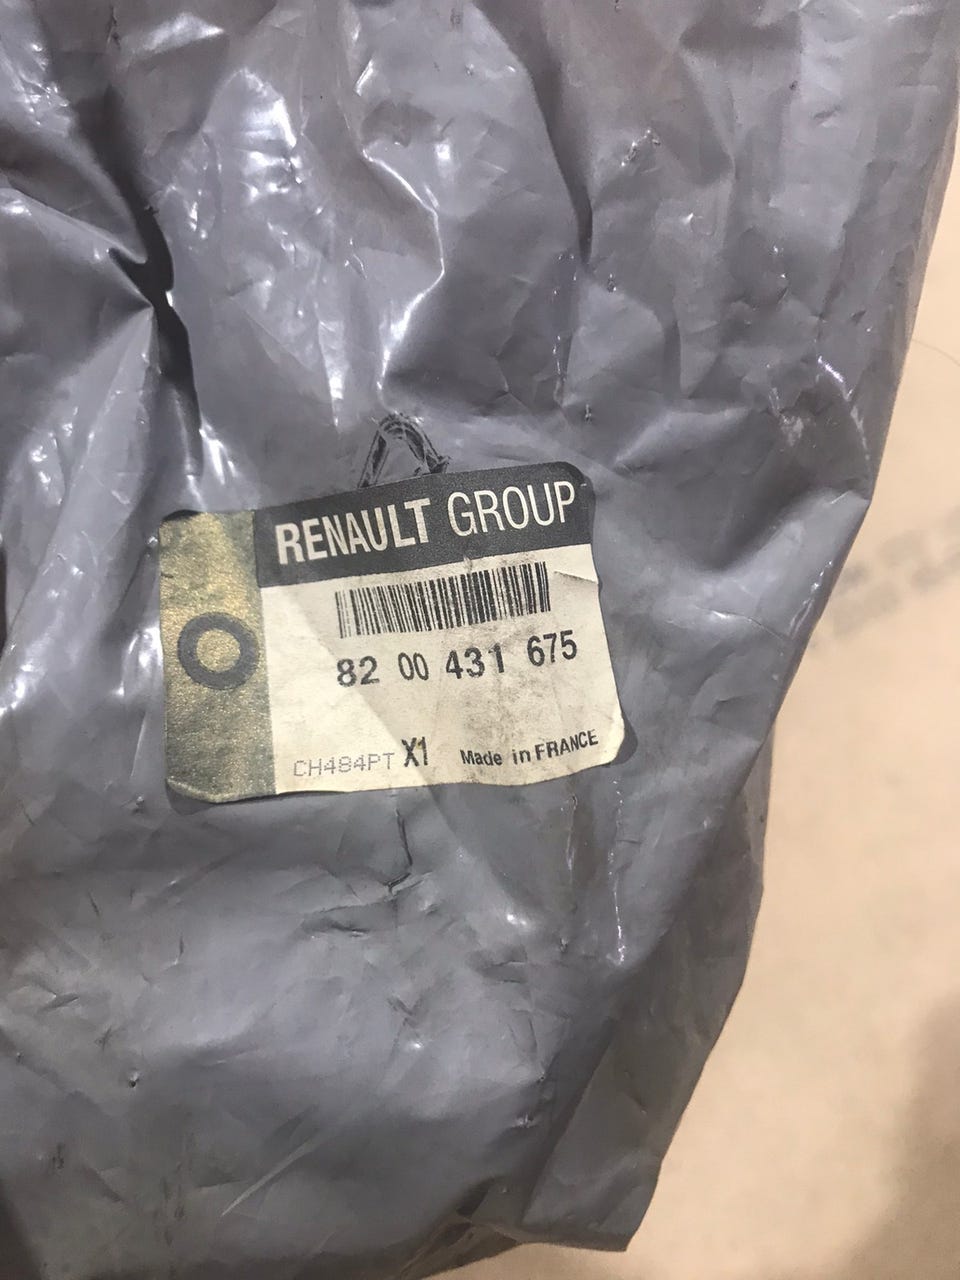 RENAULT GROUP
82 00 431 675
CH484PT X1 Made in FRANCE